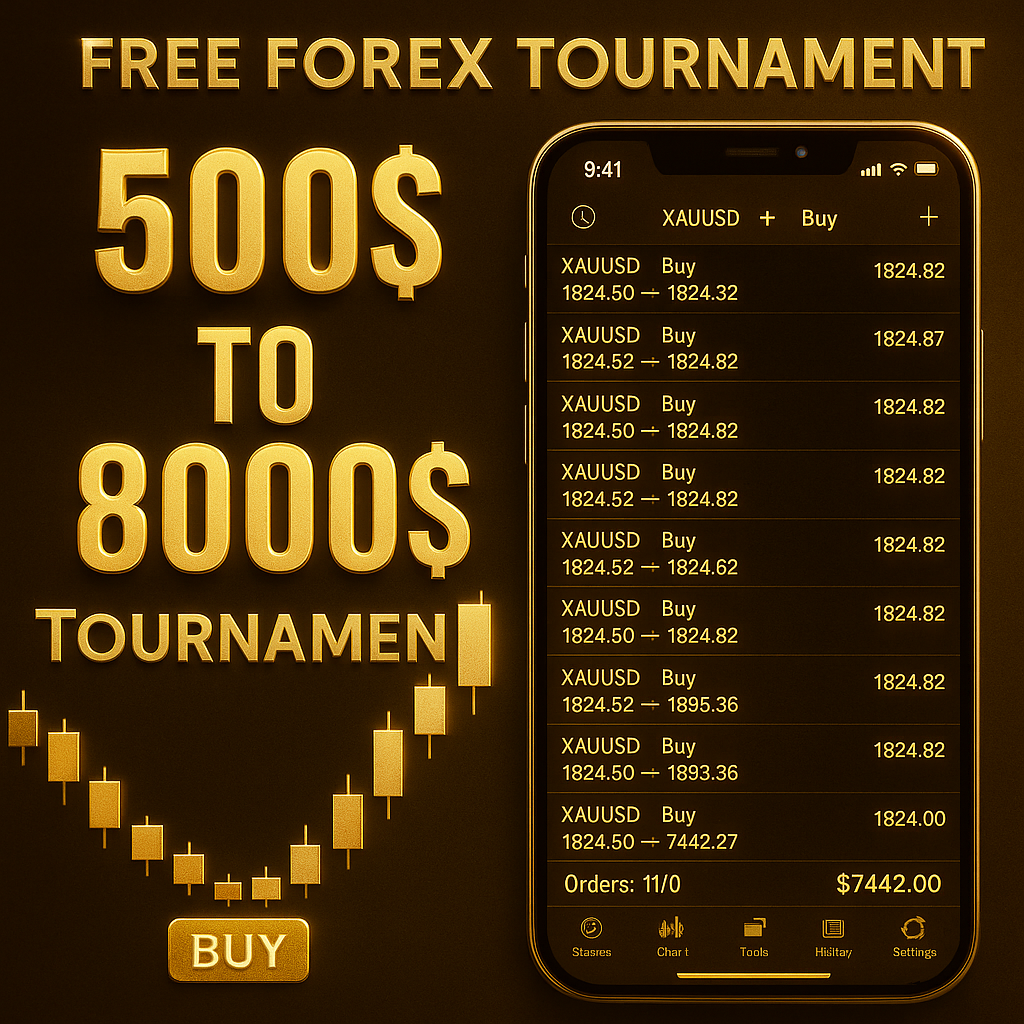 FREE FOREX TOURNAMENT
500$
TO
8000$
TOURNAMEN
BUY
9:41
XAUUSD + Buy +
XAUUSD Buy 1824.82
1824.50 → 1824.32
XAUUSD Buy 1824.87
1824.52 → 1824.82
XAUUSD Buy 1824.82
1824.50 → 1824.82
XAUUSD Buy 1824.82
1824.52 → 1824.82
XAUUSD Buy 1824.82
1824.52 → 1824.62
XAUUSD Buy 1824.82
1824.50 → 1824.82
XAUUSD Buy 1824.82
1824.52 → 1895.36
XAUUSD Buy 1824.82
1824.50 → 1893.36
XAUUSD Buy 1824.00
1824.50 → 7442.27
Orders: 11/0 $7442.00
Stasres Char t Tools Hisltay Settings